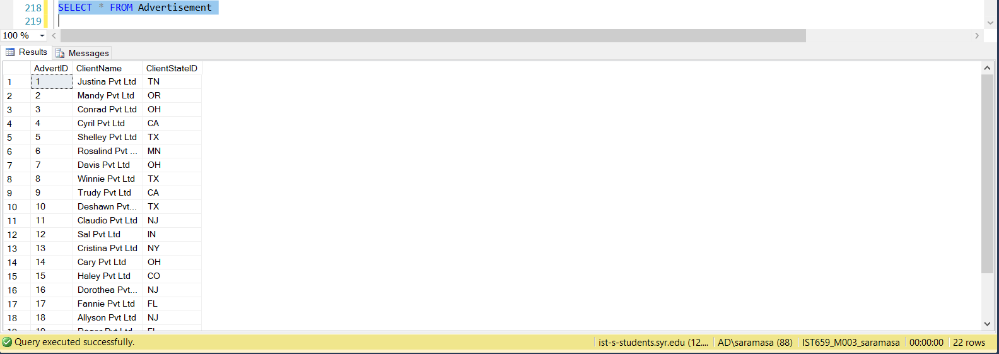 218 SELECT * FROM Advertisement
219
100 %
Results Messages
AdvertID ClientName ClientStateID
1 1 Justina Pvt Ltd TN
2 2 Mandy Pvt Ltd OR
3 3 Conrad Pvt Ltd OH
4 4 Cyril Pvt Ltd CA
5 5 Shelley Pvt Ltd TX
6 6 Rosalind Pvt ... MN
7 7 Davis Pvt Ltd OH
8 8 Winnie Pvt Ltd TX
9 9 Trudy Pvt Ltd CA
10 10 Deshawn Pvt... TX
11 11 Claudio Pvt Ltd NJ
12 12 Sal Pvt Ltd IN
13 13 Cristina Pvt Ltd NY
14 14 Cary Pvt Ltd OH
15 15 Haley Pvt Ltd CO
16 16 Dorothea Pvt... NJ
17 17 Fannie Pvt Ltd FL
18 18 Allyson Pvt Ltd NJ
19 19 Pvt Ltd FL
Query executed successfully. ist-s-students.syr.edu (12.... AD\saramasa (88) IST659_M003_saramasa 00:00:00 22 rows